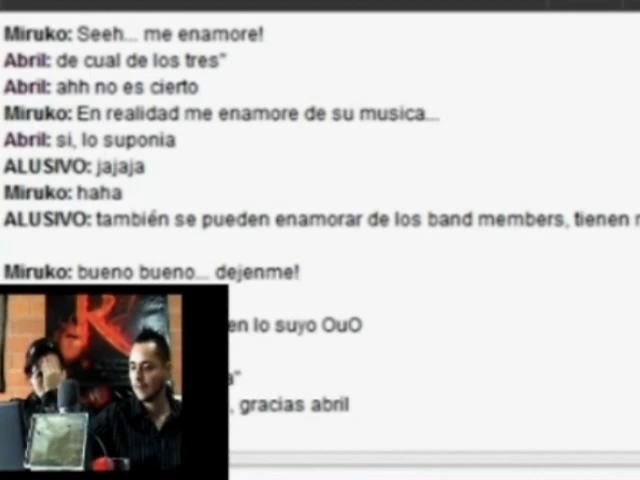 Miruko: Seeh... me enamore!
Abril: de cual de los tres"
Abril: ahh no es cierto
Miruko: En realidad me enamore de su musica...
Abril: si, lo suponia
ALUSIVO: jajaja
Miruko: haha
ALUSIVO: también se pueden enamorar de los band members, tienen
Miruko: bueno bueno... dejenme!
en lo suyo OuO
a"
, gracias abril